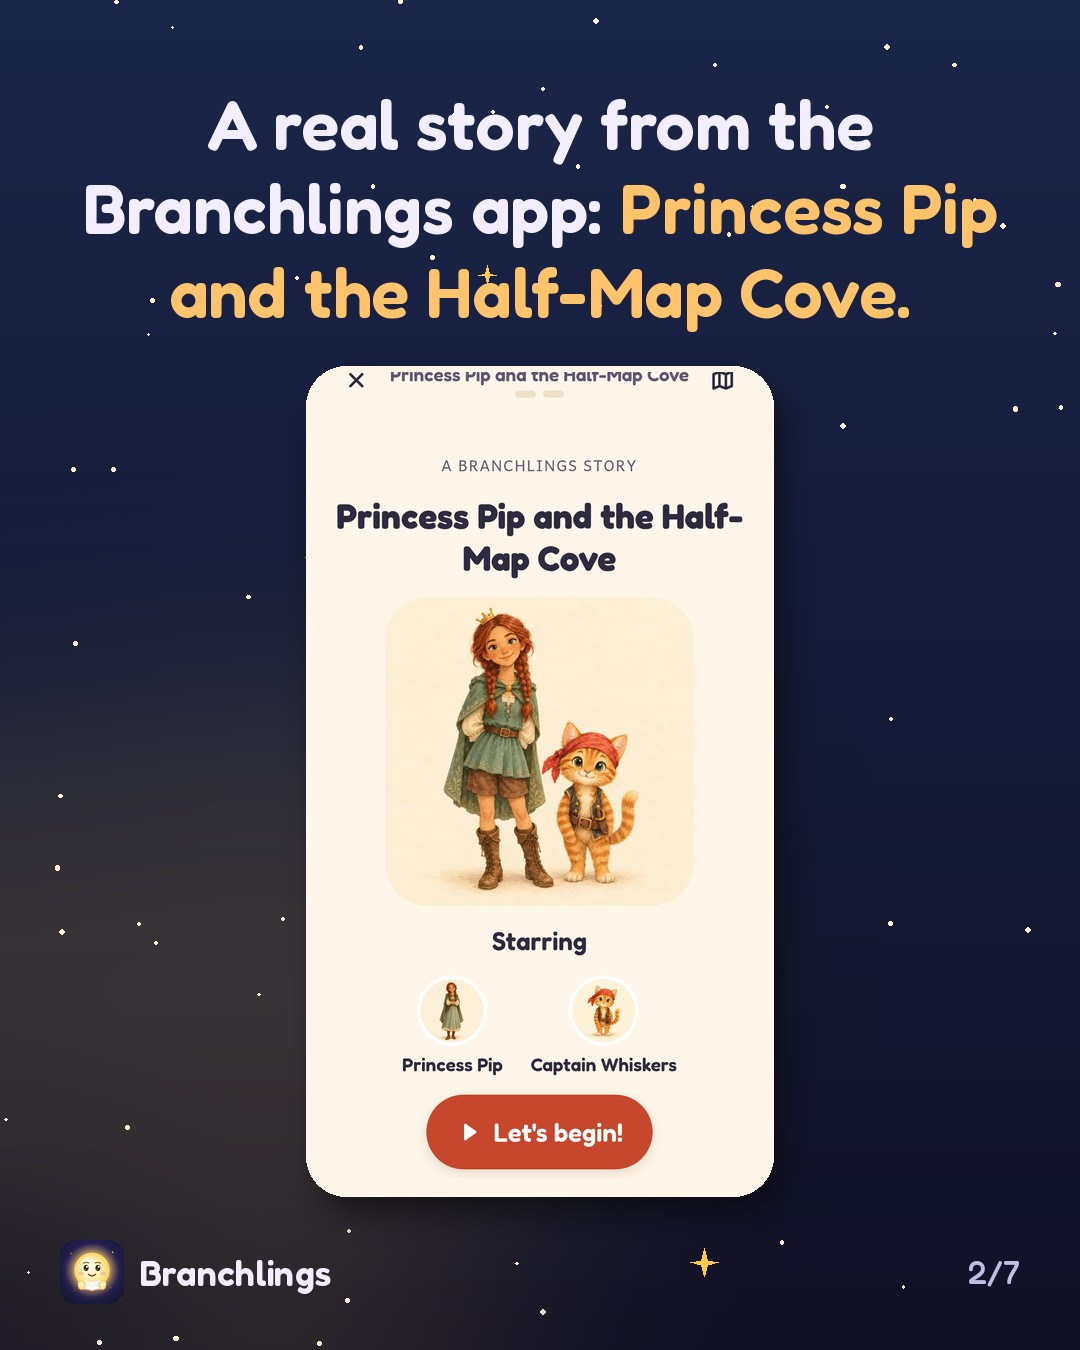 A real story from the
Branchlings app: Princess Pip
and the Half-Map Cove.
Princess Pip and the Half-Map Cove
A BRANCHLINGS STORY
Princess Pip and the Half-
Map Cove
Starring
Princess Pip
Captain Whiskers
Let's begin!
Branchlings
2/7